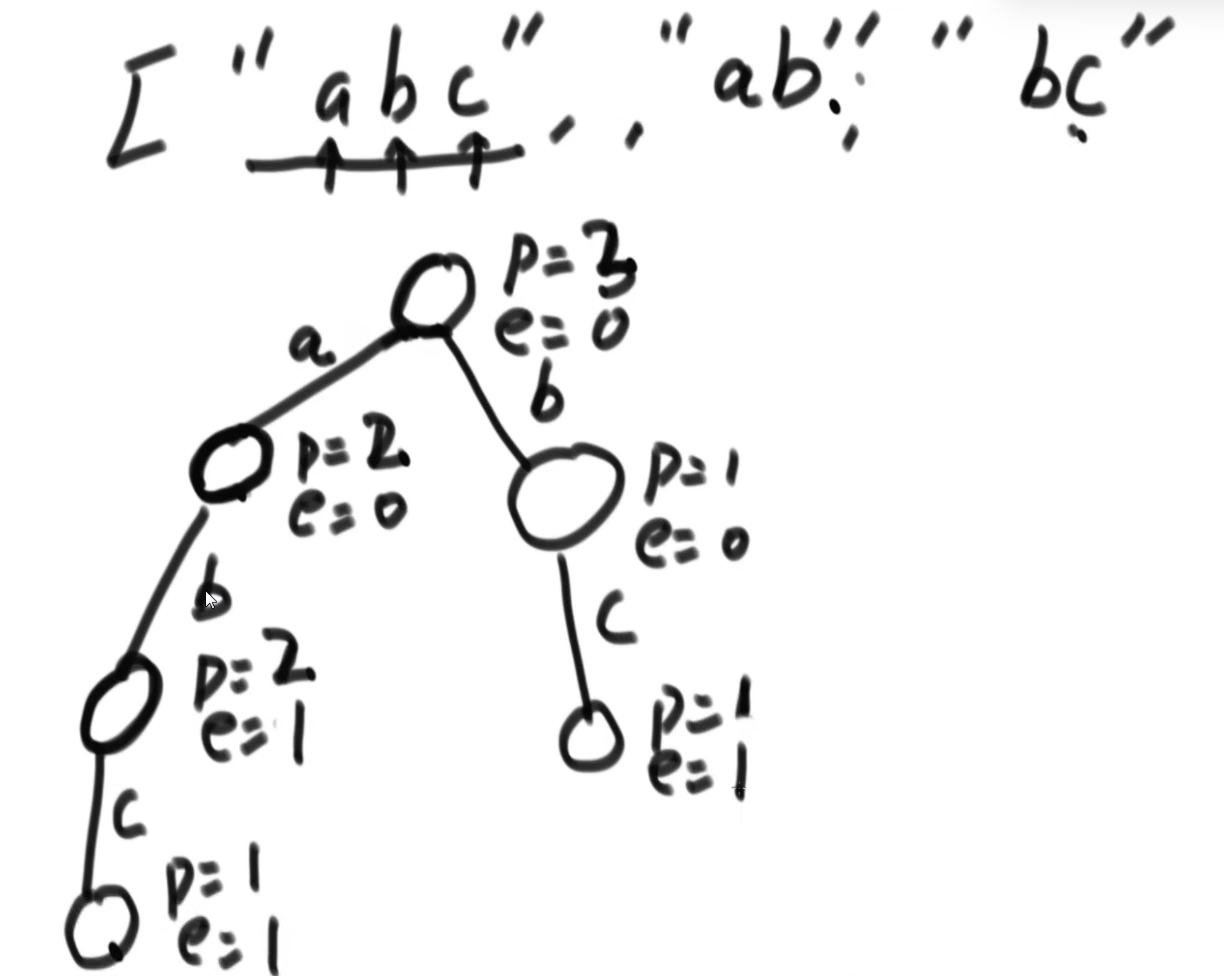 ["abc", , "ab", "bc"
p=3
e=0
a
b
p=2
e=0
p=1
e=0
b
c
p=2
e=1
p=1
e=1
c
p=1
e=1